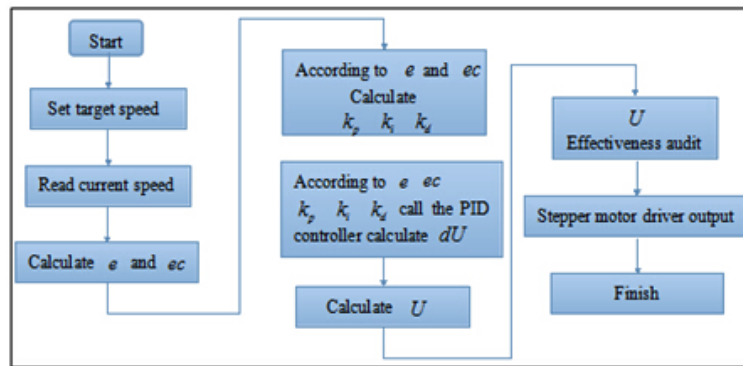 Start
Set target speed
Read current speed
Calculate e and ec
According to e and ec
Calculate
kp ki kd
According to e ec
kp ki kd call the PID
controller calculate dU
Calculate U
U
Effectiveness audit
Stepper motor driver output
Finish